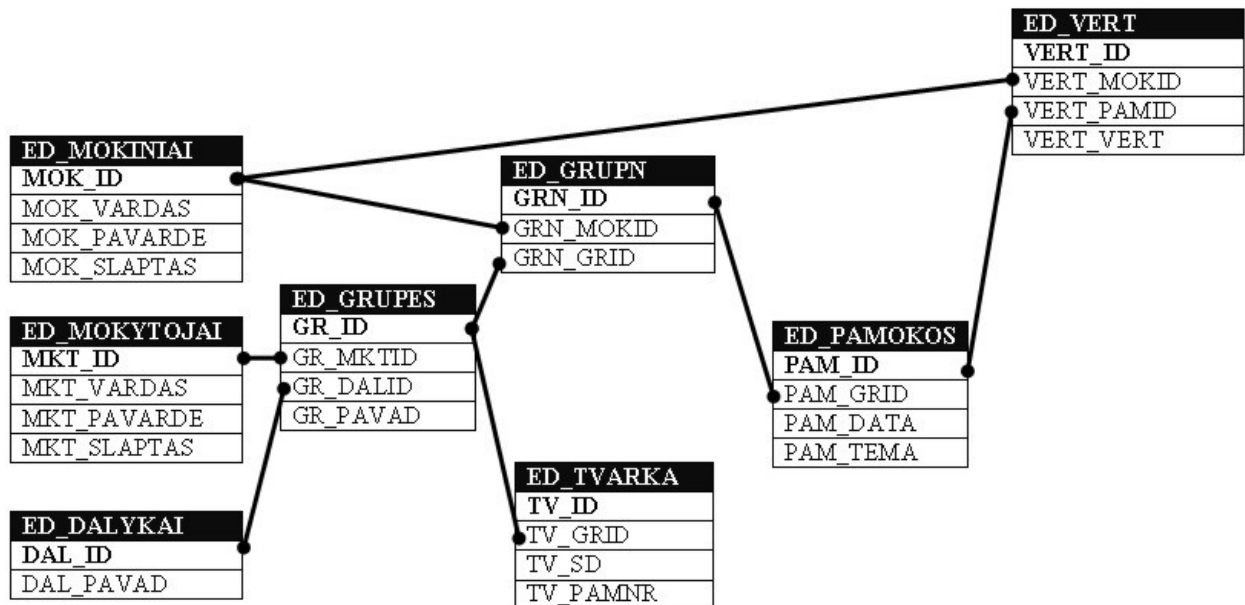 ED_VERT
VERT_ID
VERT_MOKID
VERT_PAMID
VERT_VERT
ED_MOKINIAI
MOK_ID
MOK_VARDAS
MOK_PAVARDE
MOK_SLAPTAS
ED_GRUPN
GRN_ID
GRN_MOKID
GRN_GRID
ED_GRUPES
GR_ID
GR_MKTID
GR_DALID
GR_PAVAD
ED_MOKYTOJAI
MKT_ID
MKT_VARDAS
MKT_PAVARDE
MKT_SLAPTAS
ED_PAMOKOS
PAM_ID
PAM_GRID
PAM_DATA
PAM_TEMA
ED_TVARKA
TV_ID
TV_GRID
TV_SD
TV_PAMNR
ED_DALYKAI
DAL_ID
DAL_PAVAD